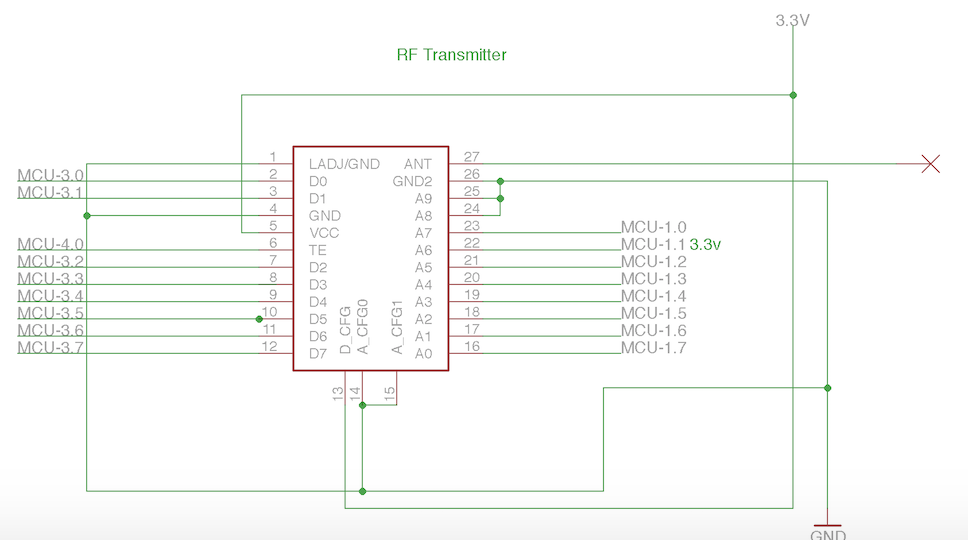 3.3V
RF Transmitter
1 LADJ/GND ANT 27
MCU-3.0 2 D0 GND2 26
MCU-3.1 3 D1 A9 25
4 GND A8 24
5 VCC A7 23 MCU-1.0
MCU-4.0 6 TE A6 22 MCU-1.1 3.3v
MCU-3.2 7 D2 A5 21 MCU-1.2
MCU-3.3 8 D3 A4 20 MCU-1.3
MCU-3.4 9 D4 A3 19 MCU-1.4
MCU-3.5 10 D5 A2 18 MCU-1.5
MCU-3.6 11 D6 A1 17 MCU-1.6
MCU-3.7 12 D7 A0 16 MCU-1.7
D_CFG
A_CFG0
A_CFG1
13
14
15
GND